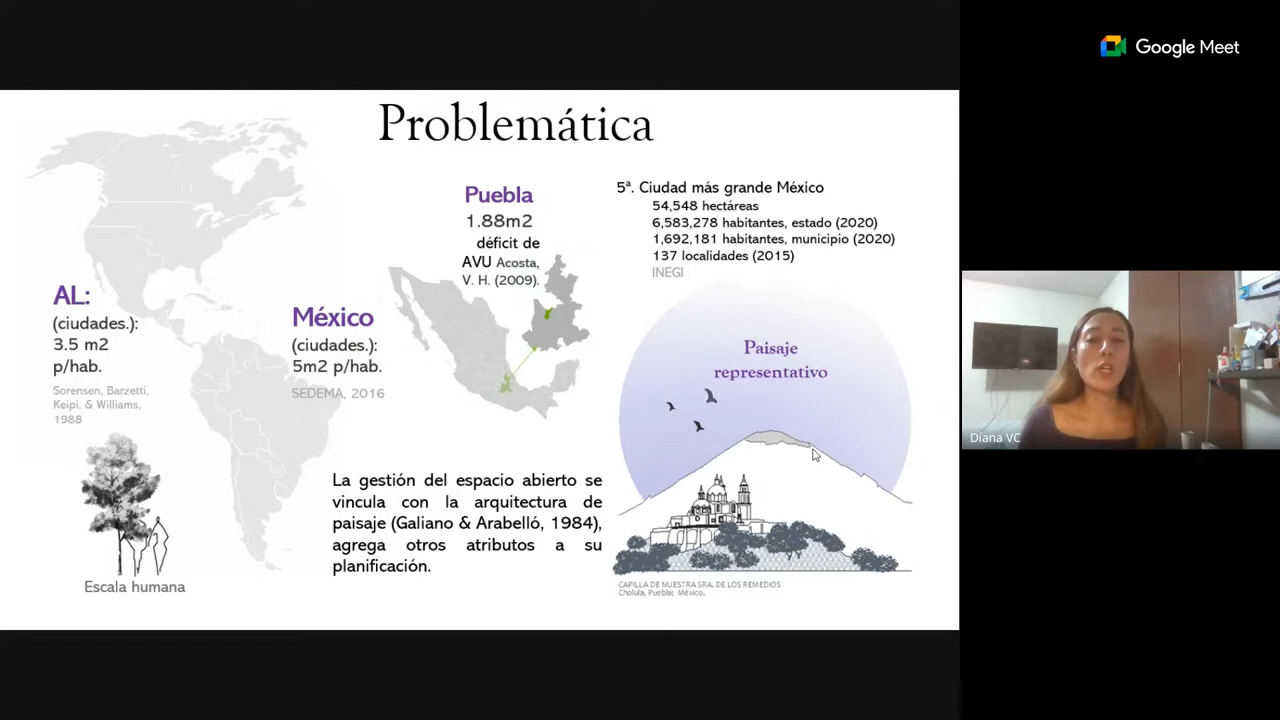 Google Meet
Problemática
Puebla
1.88m2
déficit de
AVU Acosta,
V. H. (2009).
5ª. Ciudad más grande México
54,548 hectáreas
6,583,278 habitantes, estado (2020)
1,692,181 habitantes, municipio (2020)
137 localidades (2015)
INEGI
AL:
(ciudades.):
3.5 m2
p/hab.
Sorensen, Barzetti,
Keipi, & Williams,
1988
México
(ciudades.):
5m2 p/hab.
SEDEMA, 2016
Paisaje
representativo
Diana VC
La gestión del espacio abierto se
vincula con la arquitectura de
paisaje (Galiano & Arabelló, 1984),
agrega otros atributos a su
planificación.
Escala humana
CAPILLA DE NUESTRA SRA. DE LOS REMEDIOS
Cholula, Puebla; México.